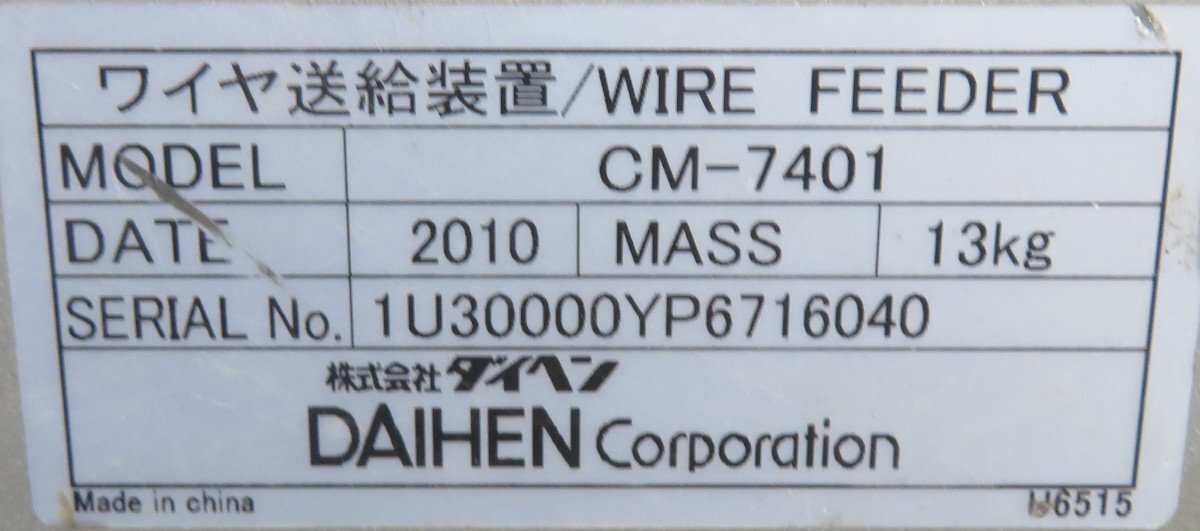 ワイヤ送給装置/WIRE FEEDER
MODEL CM-7401
DATE 2010 MASS 13kg
SERIAL No. 1U30000YP6716040
株式会社ダイヘン
DAIHEN Corporation
Made in china U6515